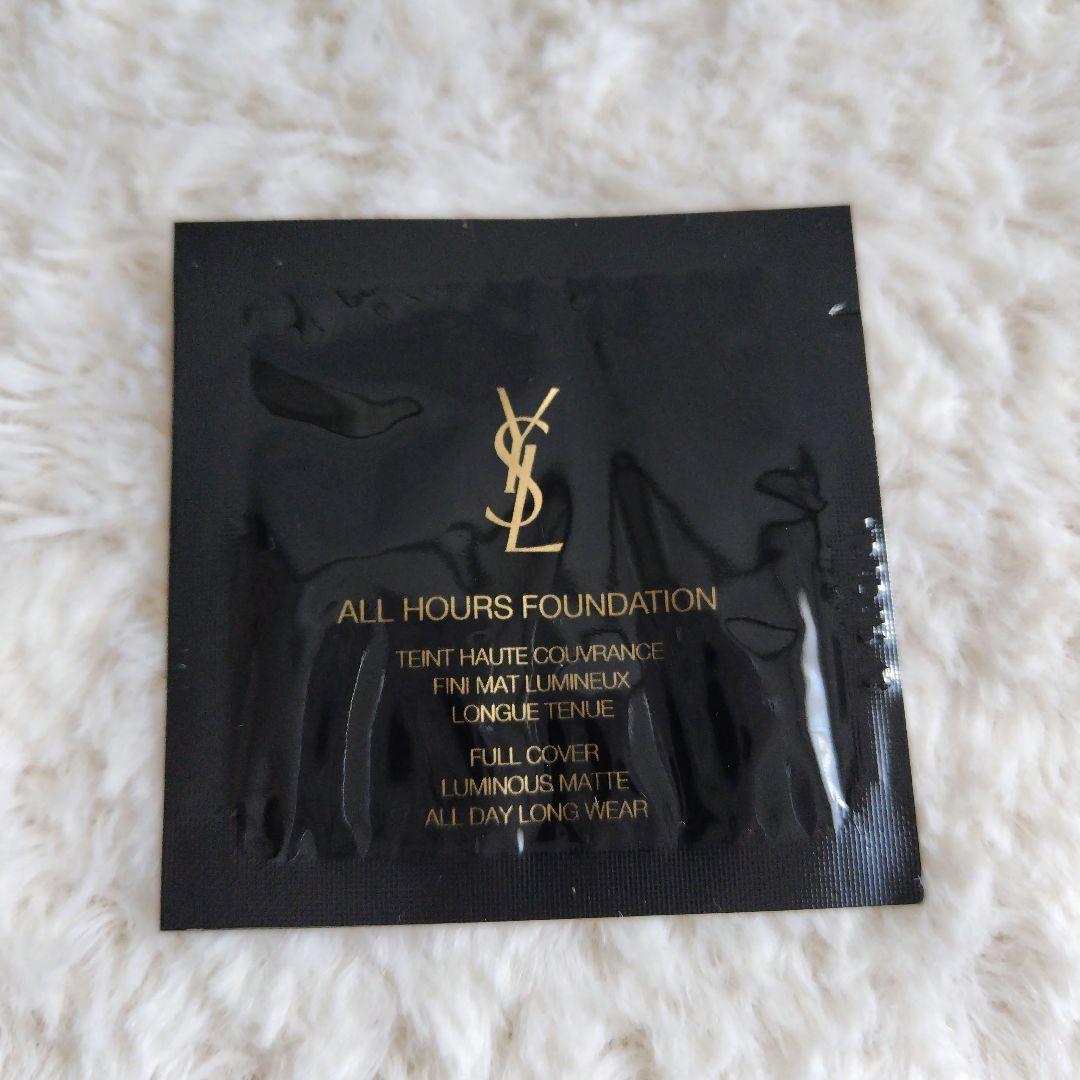 YSL
ALL HOURS FOUNDATION
TEINT HAUTE COUVRANCE
FINI MAT LUMINEUX
LONGUE TENUE
FULL COVER
LUMINOUS MATTE
ALL DAY LONG WEAR